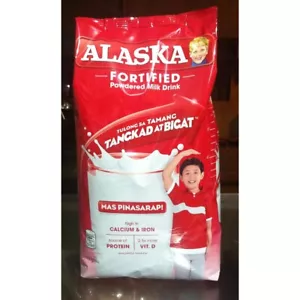 ALASKA
FORTIFIED
Powdered Milk Drink
TULONG SA TAMANG
TANGKAD AT BIGAT
MAS PINASARAP!
High in
CALCIUM & IRON
PROTEIN
VIT. D